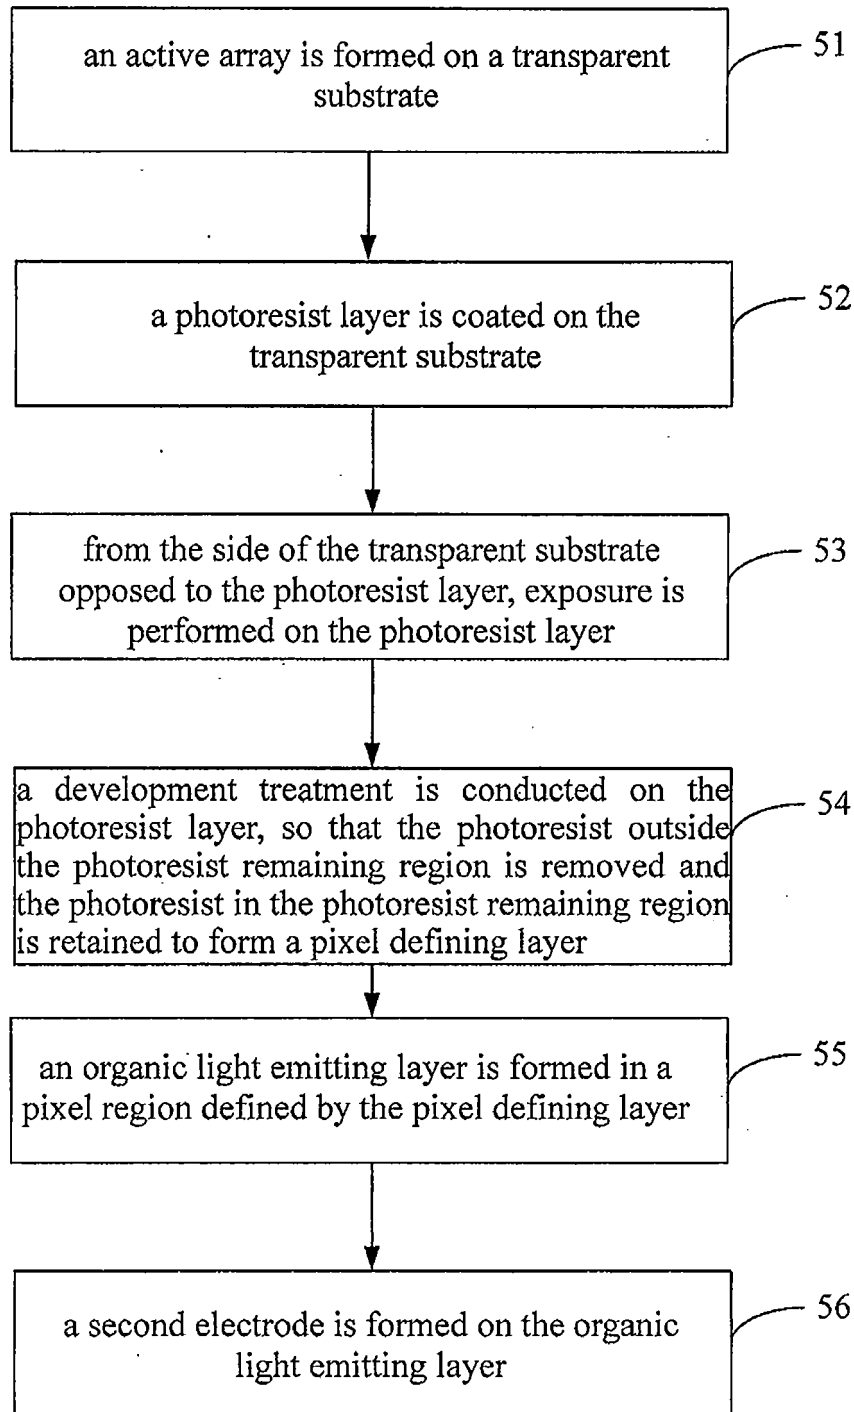 an active array is formed on a transparent
substrate
51
a photoresist layer is coated on the
transparent substrate
52
from the side of the transparent substrate
opposed to the photoresist layer, exposure is
performed on the photoresist layer
53
a development treatment is conducted on the
photoresist layer, so that the photoresist outside
the photoresist remaining region is removed and
the photoresist in the photoresist remaining region
is retained to form a pixel defining layer
54
an organic light emitting layer is formed in a
pixel region defined by the pixel defining layer
55
a second electrode is formed on the organic
light emitting layer
56